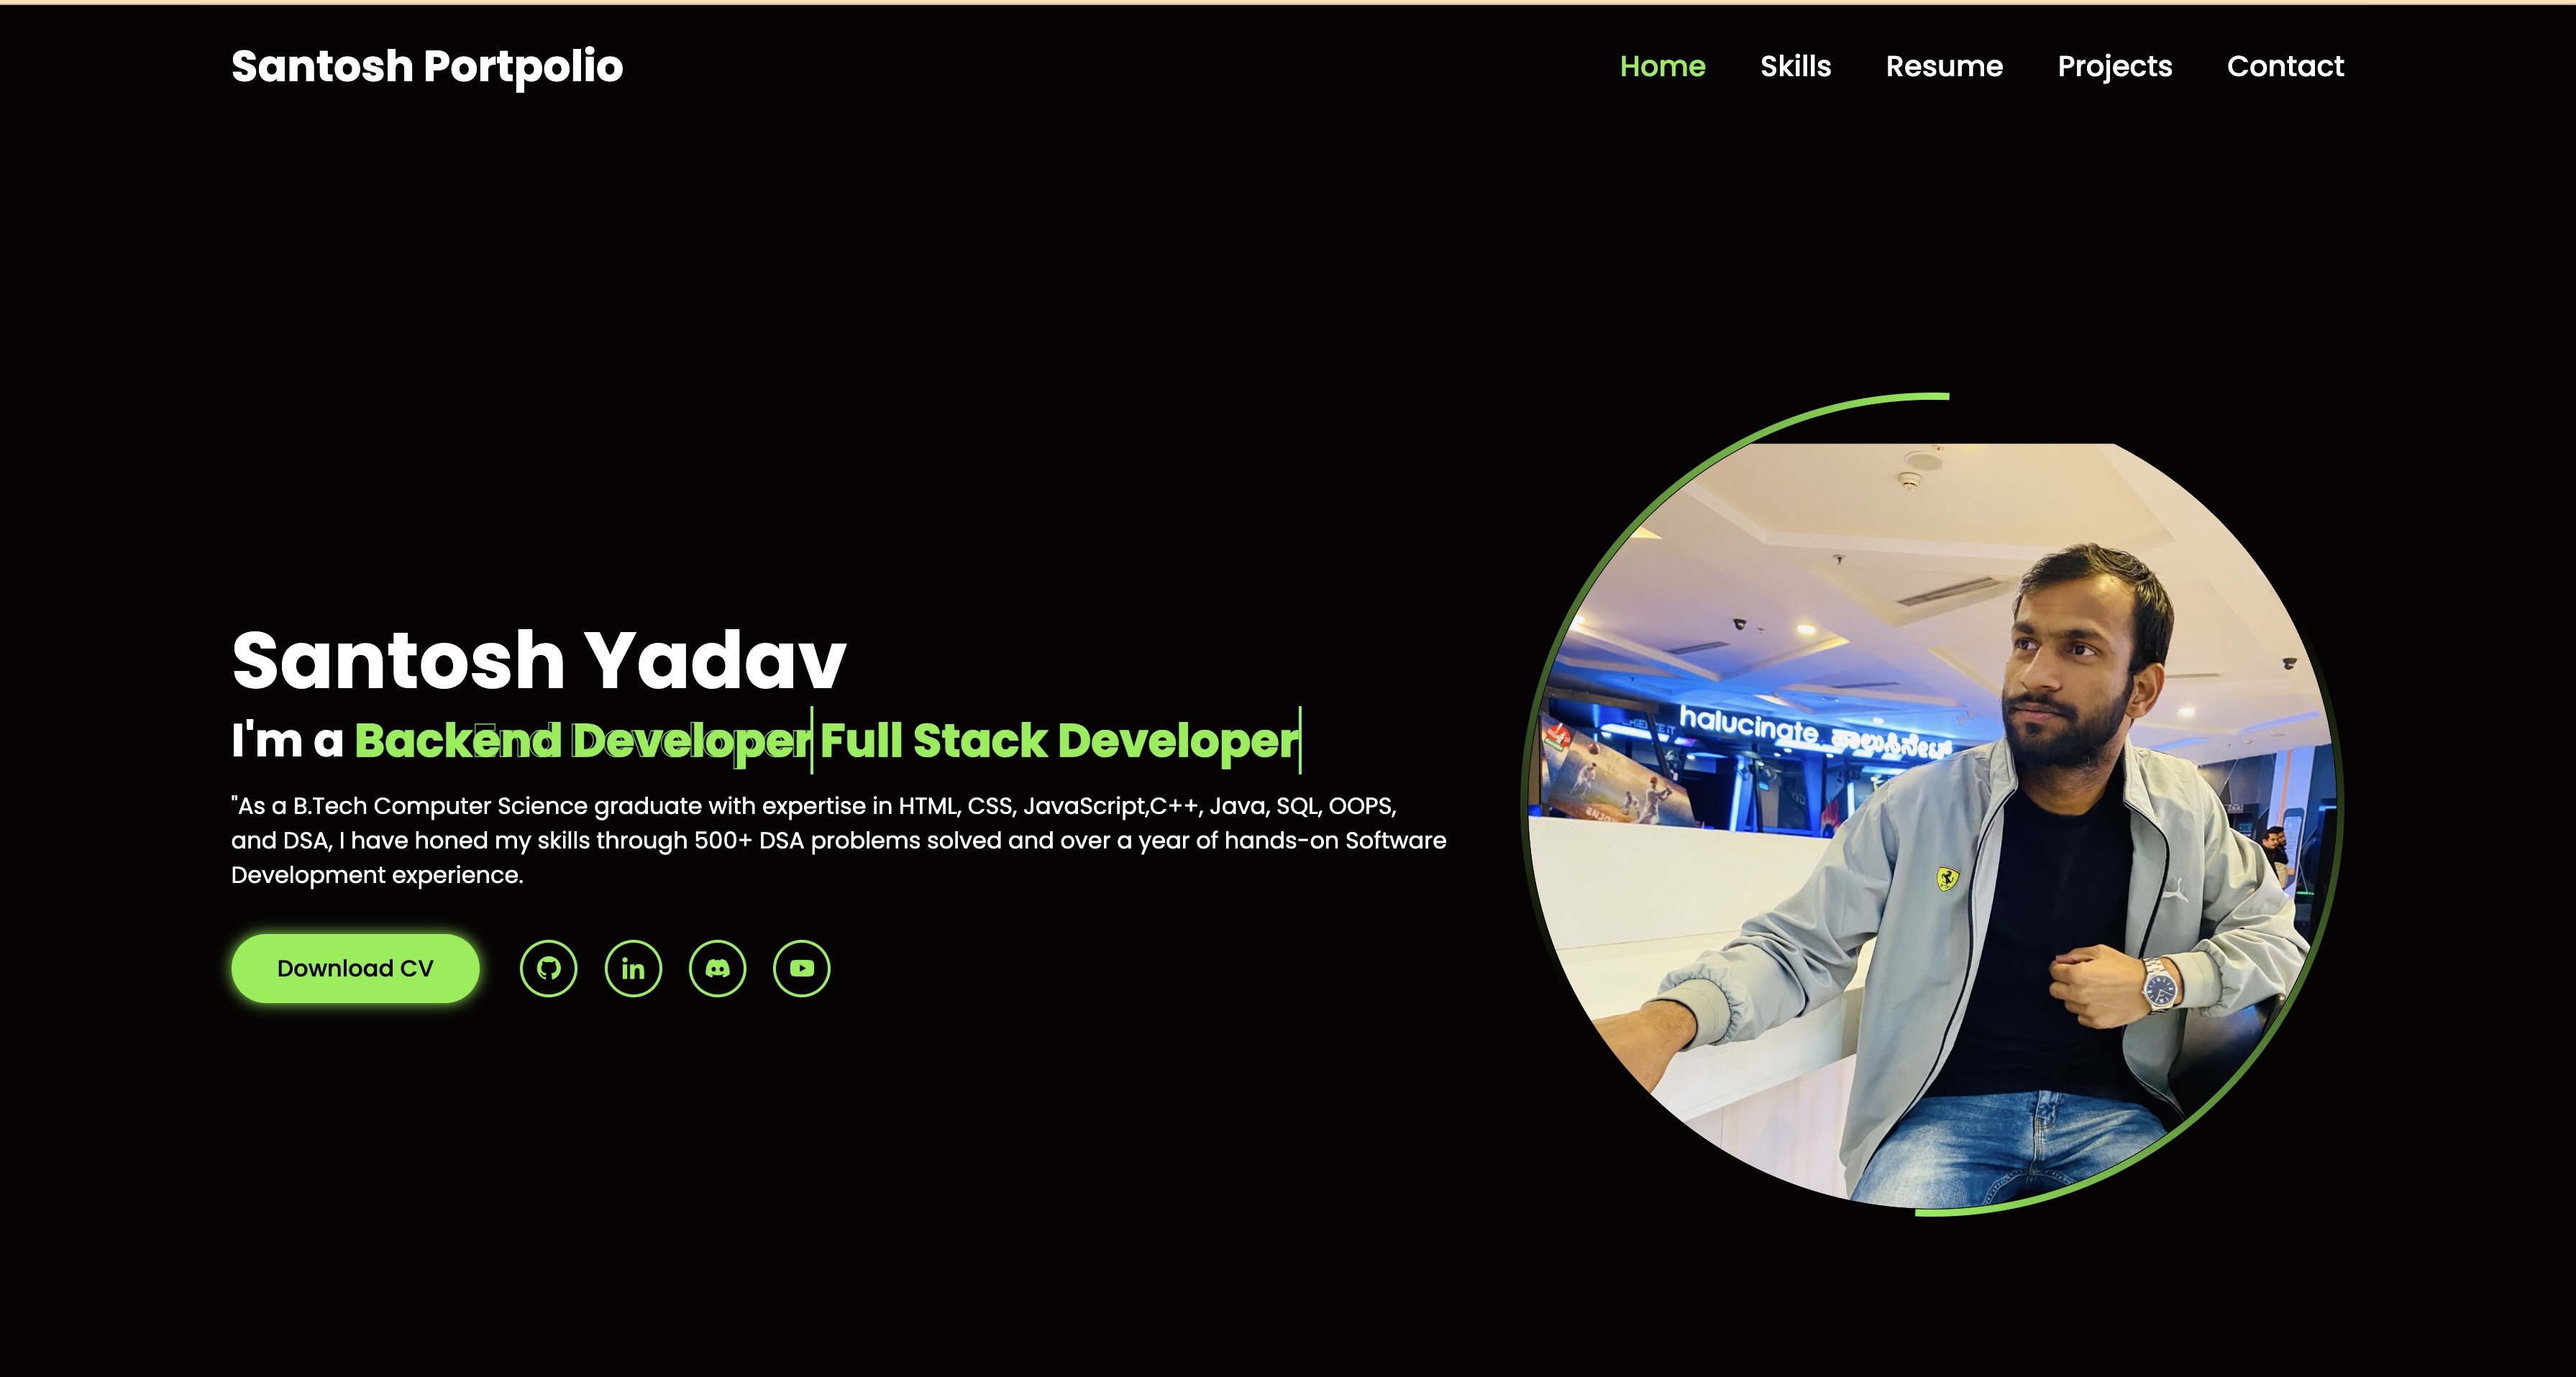 Santosh Portpolio
Home Skills Resume Projects Contact
Santosh Yadav
I'm a Backend Developer Full Stack Developer
"As a B.Tech Computer Science graduate with expertise in HTML, CSS, JavaScript,C++, Java, SQL, OOPS,
and DSA, I have honed my skills through 500+ DSA problems solved and over a year of hands-on Software
Development experience.
Download CV
in
halucinate ಹಾಲುಸಿನೇಟ್